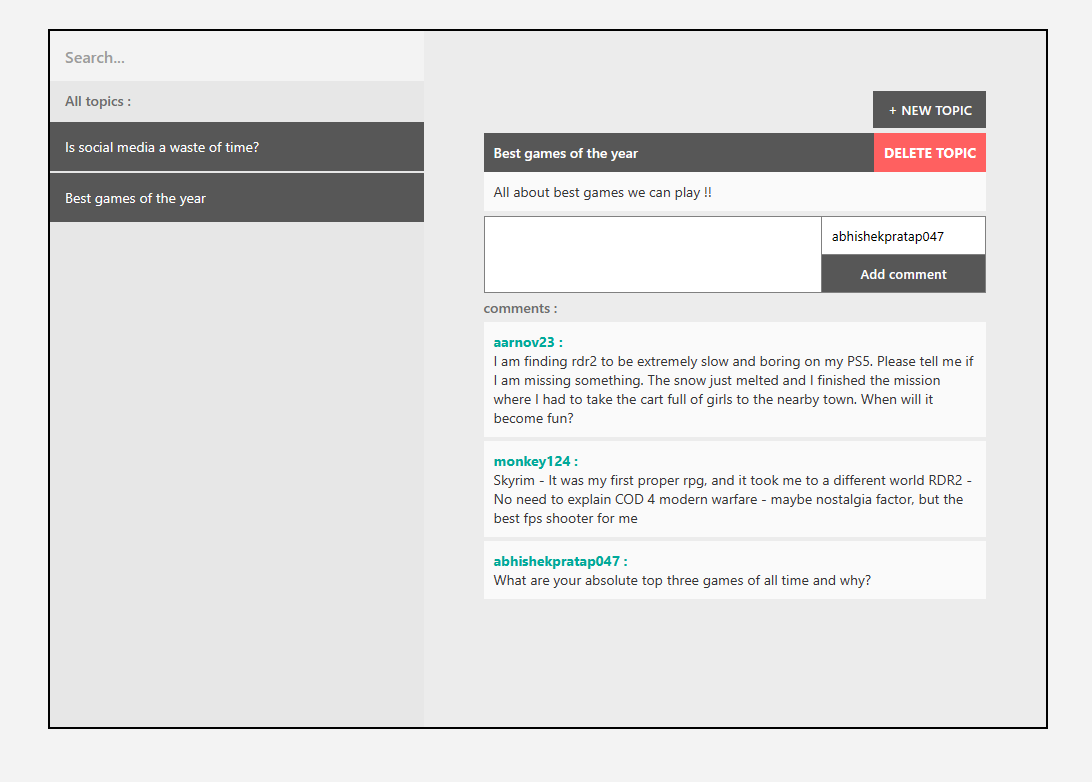 Search...
All topics :
Is social media a waste of time?
Best games of the year
+ NEW TOPIC
Best games of the year
DELETE TOPIC
All about best games we can play !!
abhishekpratap047
Add comment
comments :
aarnov23 :
I am finding rdr2 to be extremely slow and boring on my PS5. Please tell me if
I am missing something. The snow just melted and I finished the mission
where I had to take the cart full of girls to the nearby town. When will it
become fun?
monkey124 :
Skyrim - It was my first proper rpg, and it took me to a different world RDR2 -
No need to explain COD 4 modern warfare - maybe nostalgia factor, but the
best fps shooter for me
abhishekpratap047 :
What are your absolute top three games of all time and why?